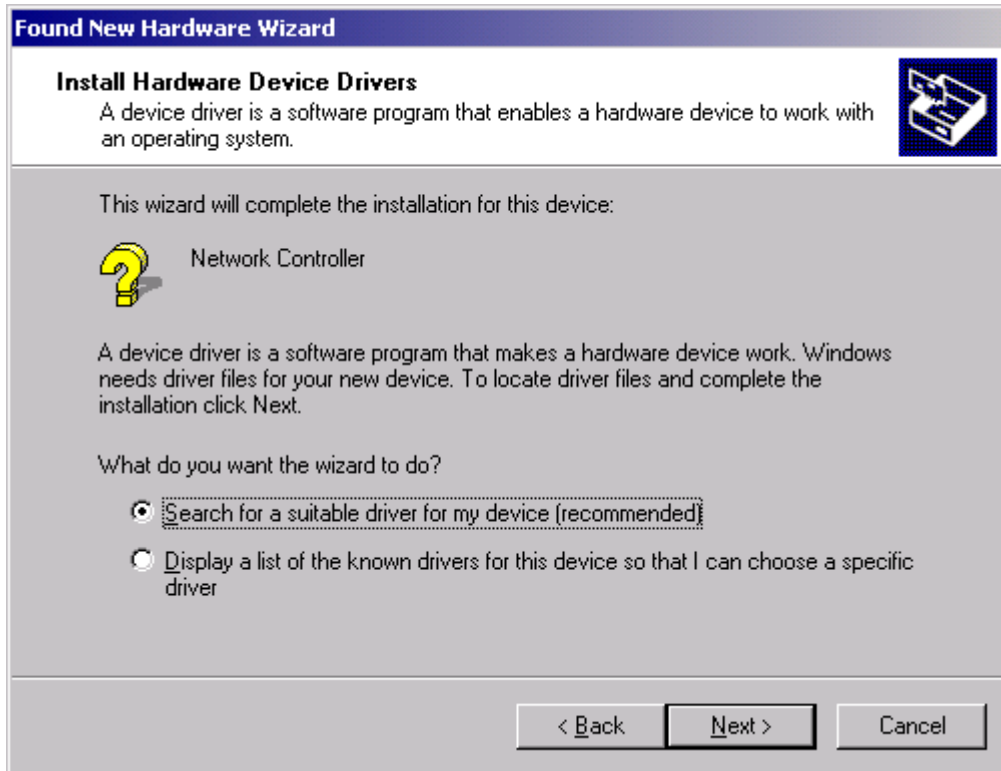 Found New Hardware Wizard
Install Hardware Device Drivers
A device driver is a software program that enables a hardware device to work with
an operating system.
This wizard will complete the installation for this device:
Network Controller
A device driver is a software program that makes a hardware device work. Windows
needs driver files for your new device. To locate driver files and complete the
installation click Next.
What do you want the wizard to do?
Search for a suitable driver for my device (recommended)
Display a list of the known drivers for this device so that I can choose a specific
driver
< Back
Next >
Cancel